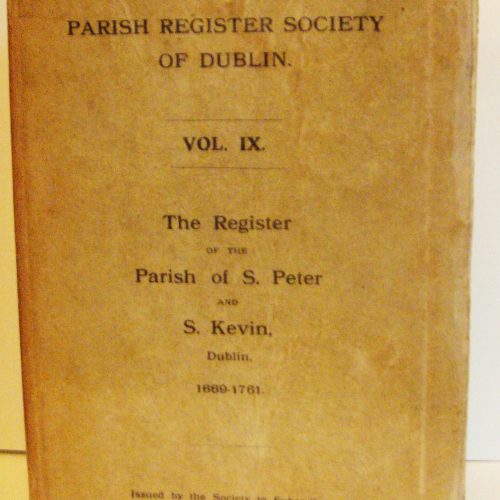 PARISH REGISTER SOCIETY
OF DUBLIN.
VOL. IX.
The Register
OF THE
Parish of S. Peter
AND
S. Kevin,
Dublin.
1669-1761.
Issued by the Society to